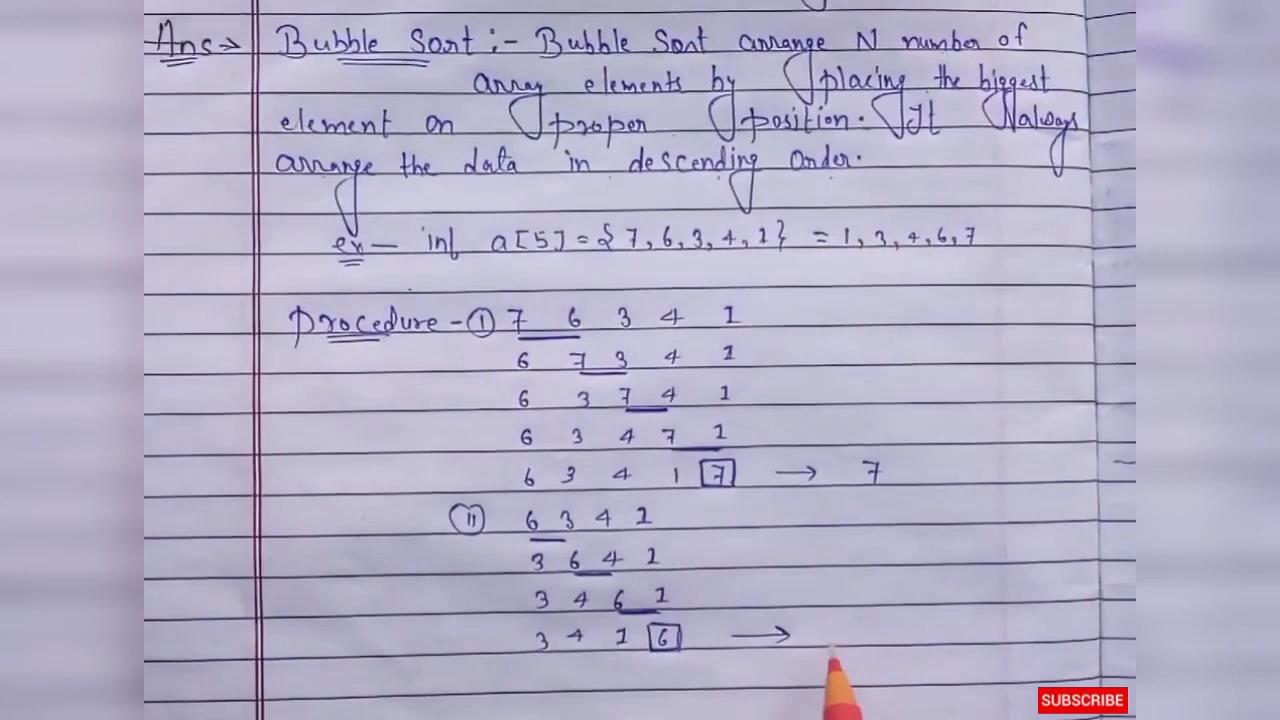 Ans → Bubble Sort :- Bubble Sort arrange N number of
array elements by placing the biggest
element on proper position. It always
arrange the data in descending order.
ex — int a[5] = {7, 6, 3, 4, 1} = 1, 3, 4, 6, 7
Procedure - (i) 7 6 3 4 1
6 7 3 4 1
6 3 7 4 1
6 3 4 7 1
6 3 4 1 7 → 7
(ii) 6 3 4 1
3 6 4 1
3 4 6 1
3 4 1 6 →
SUBSCRIBE